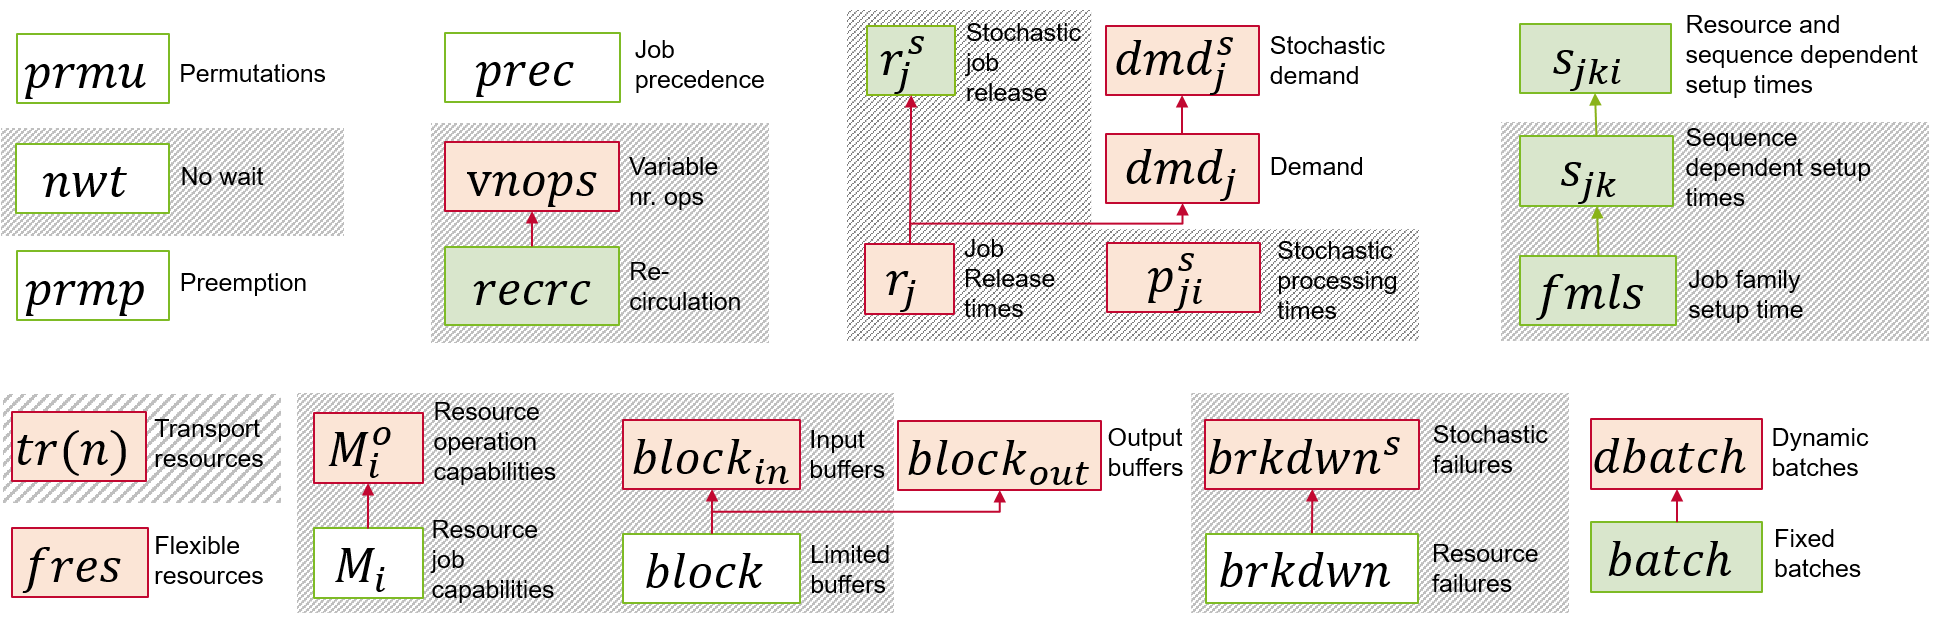 prmu
Permutations
nwt
No wait
prmp
Preemption
prec
Job
precedence
vnops
Variable
nr. ops
recrc
Re-
circulation
r_j^s
Stochastic
job
release
dmd_j^s
Stochastic
demand
dmd_j
Demand
r_j
Job
Release
times
p_{ji}^s
Stochastic
processing
times
s_{jki}
Resource and
sequence dependent
setup times
s_{jk}
Sequence
dependent setup
times
fmls
Job family
setup time
tr(n)
Transport
resources
fres
Flexible
resources
M_i^o
Resource
operation
capabilities
M_i
Resource
job
capabilities
block_{in}
Input
buffers
block_{out}
Output
buffers
block
Limited
buffers
brkdwn^s
Stochastic
failures
brkdwn
Resource
failures
dbatch
Dynamic
batches
batch
Fixed
batches